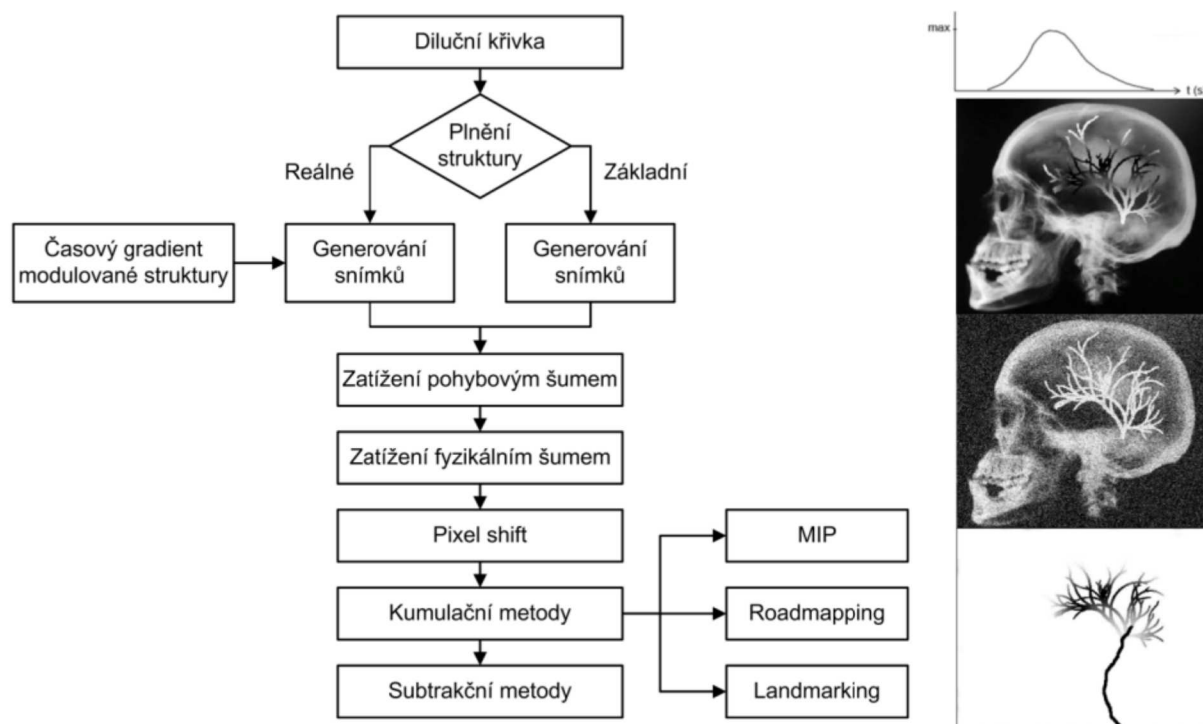 Diluční křivka
Plnění
struktury
Reálné
Základní
Časový gradient
modulované struktury
Generování
snímků
Generování
snímků
Zatížení pohybovým šumem
Zatížení fyzikálním šumem
Pixel shift
MIP
Kumulační metody
Roadmapping
Subtrakční metody
Landmarking
max
t (s